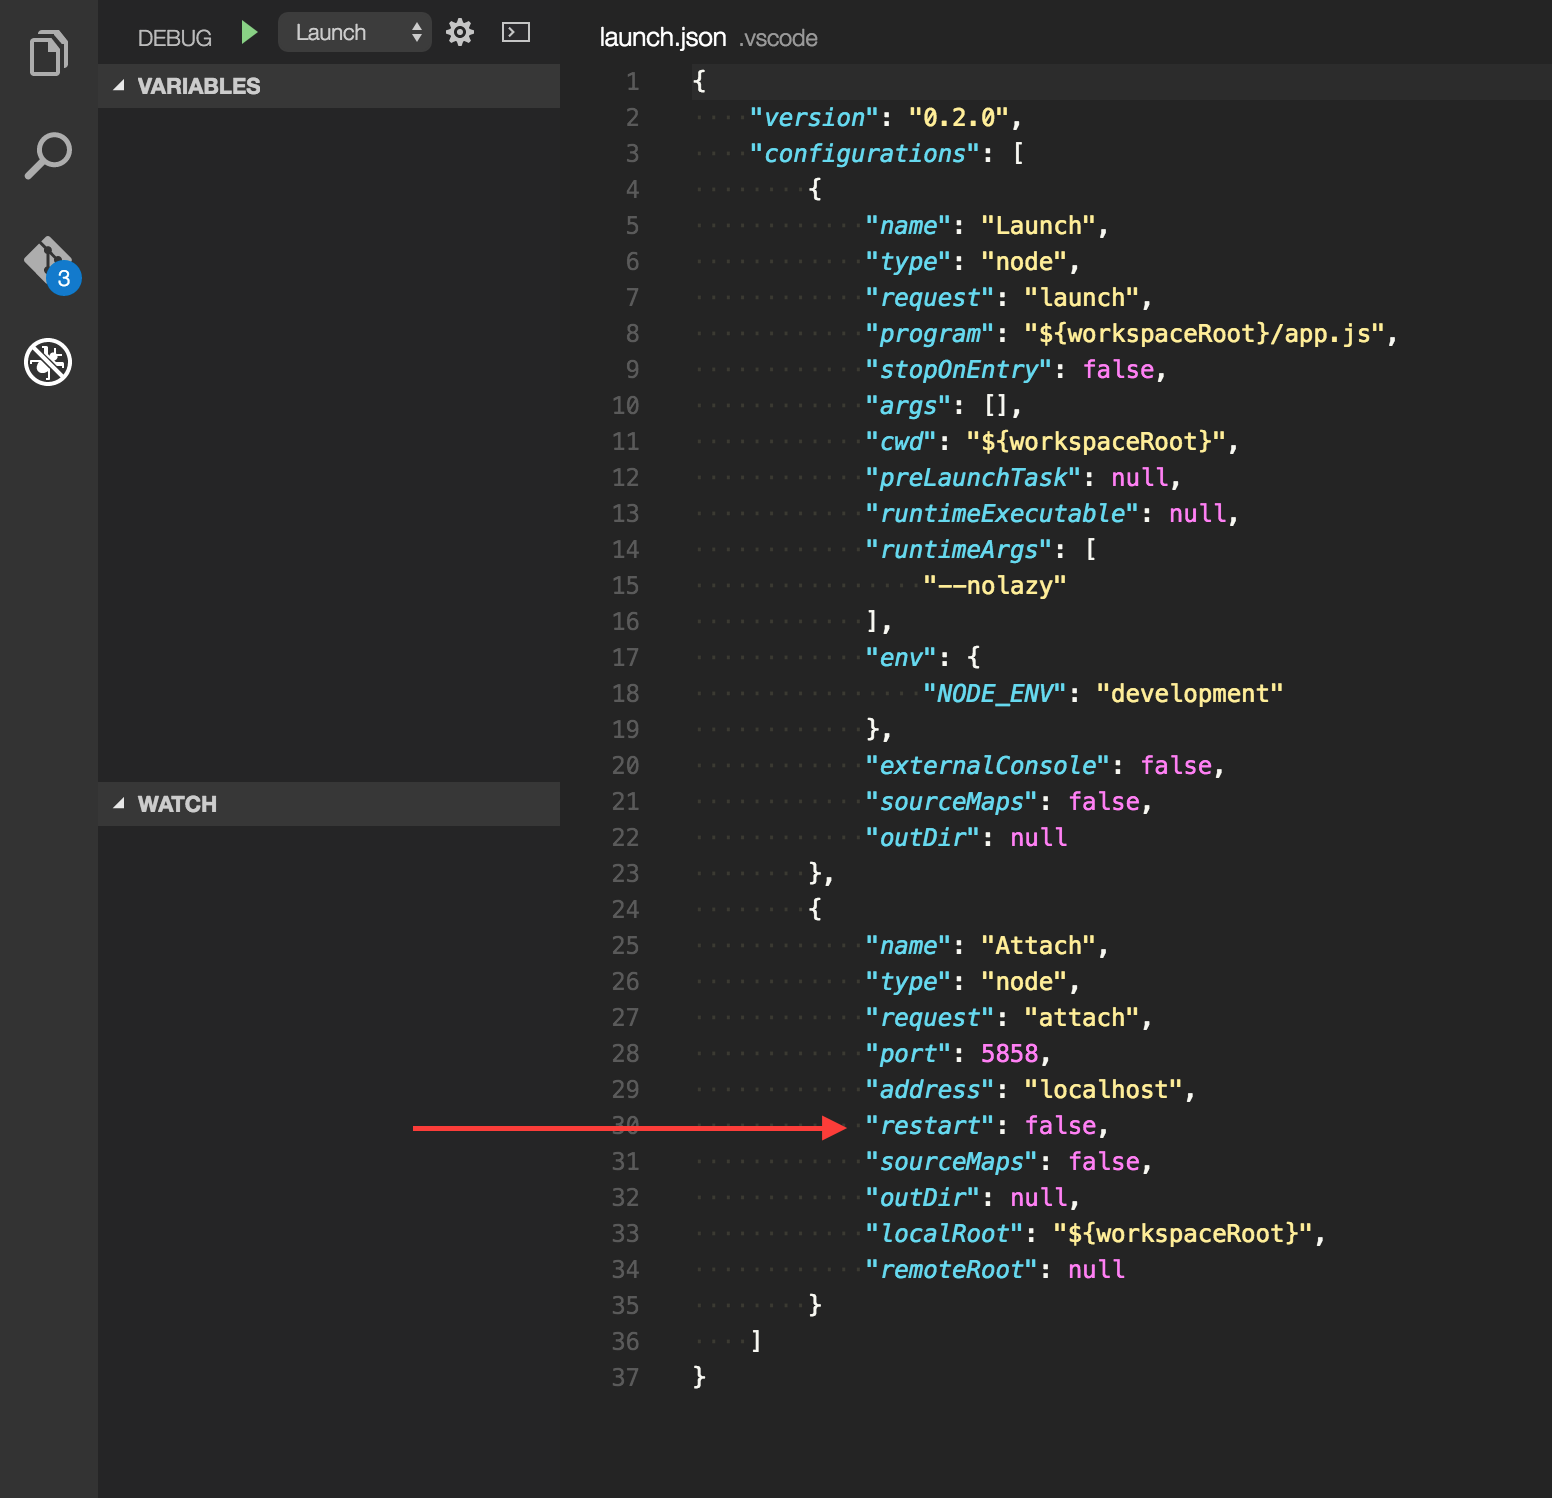 DEBUG Launch
VARIABLES
3
WATCH
launch.json .vscode
1 {
2 "version": "0.2.0",
3 "configurations": [
4 {
5 "name": "Launch",
6 "type": "node",
7 "request": "launch",
8 "program": "${workspaceRoot}/app.js",
9 "stopOnEntry": false,
10 "args": [],
11 "cwd": "${workspaceRoot}",
12 "preLaunchTask": null,
13 "runtimeExecutable": null,
14 "runtimeArgs": [
15 "--nolazy"
16 ],
17 "env": {
18 "NODE_ENV": "development"
19 },
20 "externalConsole": false,
21 "sourceMaps": false,
22 "outDir": null
23 },
24 {
25 "name": "Attach",
26 "type": "node",
27 "request": "attach",
28 "port": 5858,
29 "address": "localhost",
30 "restart": false,
31 "sourceMaps": false,
32 "outDir": null,
33 "localRoot": "${workspaceRoot}",
34 "remoteRoot": null
35 }
36 ]
37 }